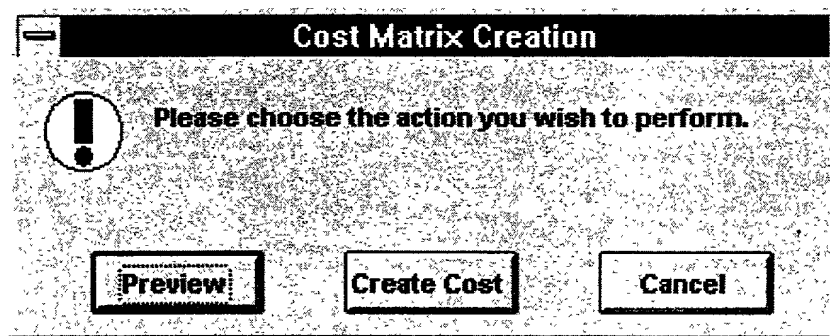 Cost Matrix Creation
Please choose the action you wish to perform.
Preview Create Cost Cancel